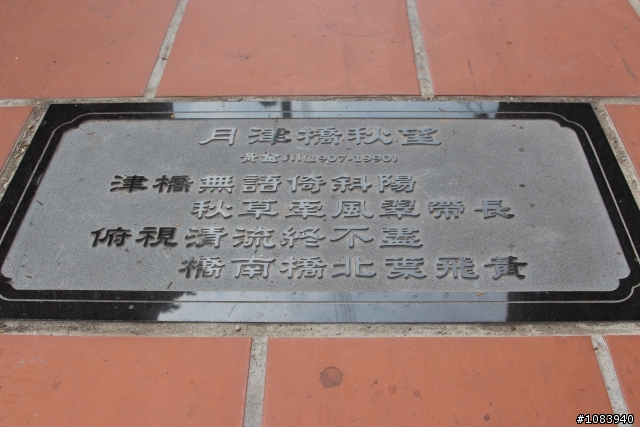 月津橋秋望
黃金川(1907-1990)
津橋無語倚斜陽
秋草牽風翠帶長
俯視清流終不盡
橋南橋北葉飛黃
#1083940